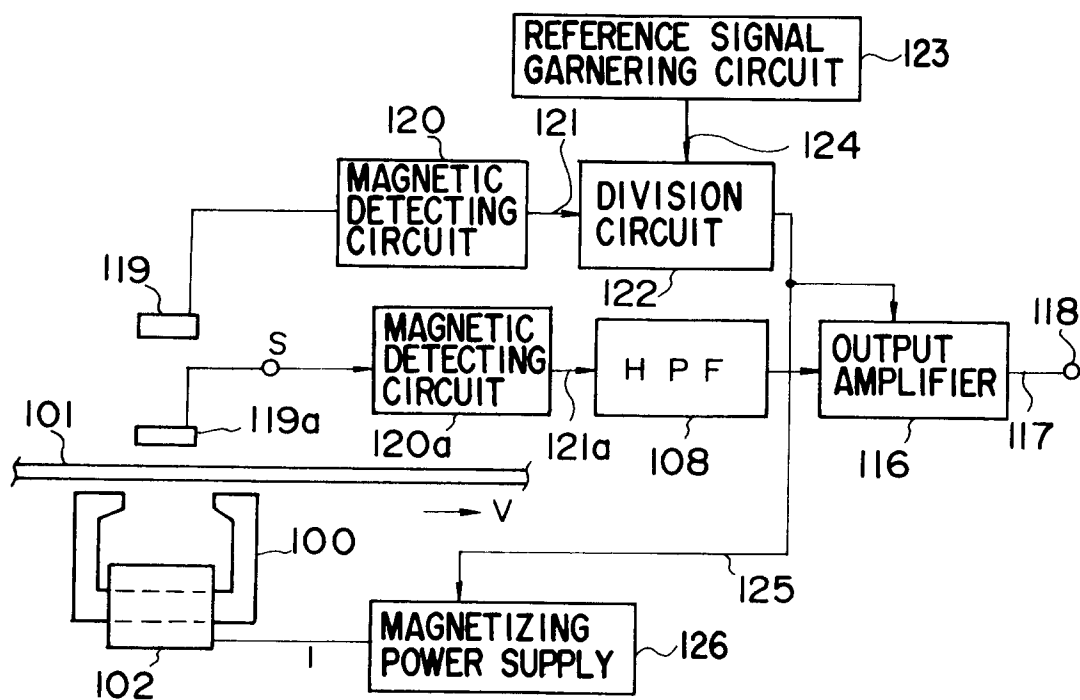 REFERENCE SIGNAL
GARNERING CIRCUIT
123
120
121
124
MAGNETIC
DETECTING
CIRCUIT
DIVISION
CIRCUIT
119
122
118
S
MAGNETIC
DETECTING
CIRCUIT
H P F
OUTPUT
AMPLIFIER
101
119a
120a
121a
108
116
117
V
100
125
MAGNETIZING
POWER SUPPLY
126
102
I